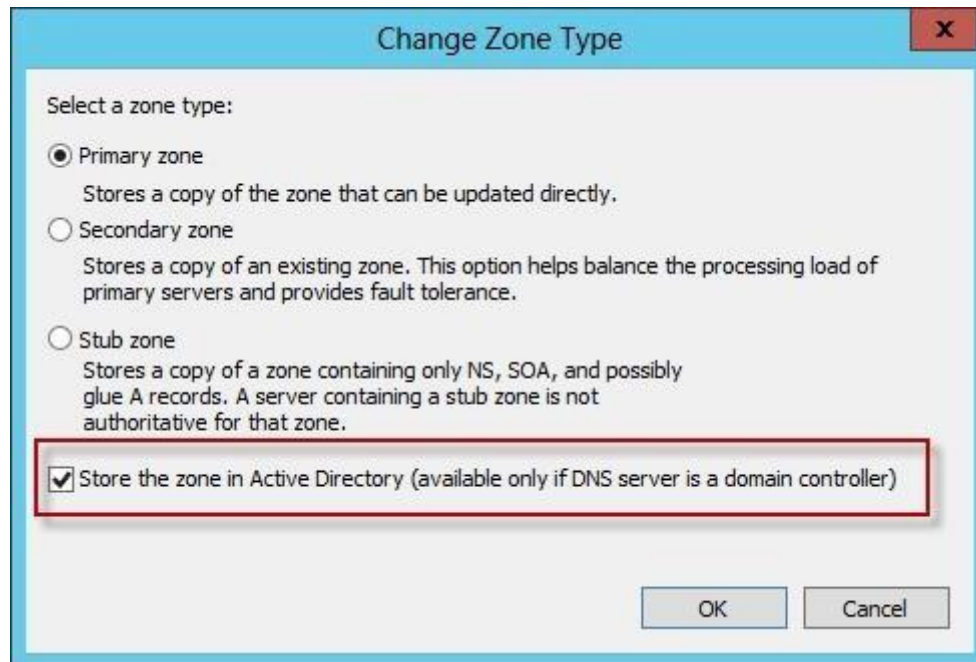 Change Zone Type
x
Select a zone type:
Primary zone
Stores a copy of the zone that can be updated directly.
Secondary zone
Stores a copy of an existing zone. This option helps balance the processing load of
primary servers and provides fault tolerance.
Stub zone
Stores a copy of a zone containing only NS, SOA, and possibly
glue A records. A server containing a stub zone is not
authoritative for that zone.
Store the zone in Active Directory (available only if DNS server is a domain controller)
OK Cancel